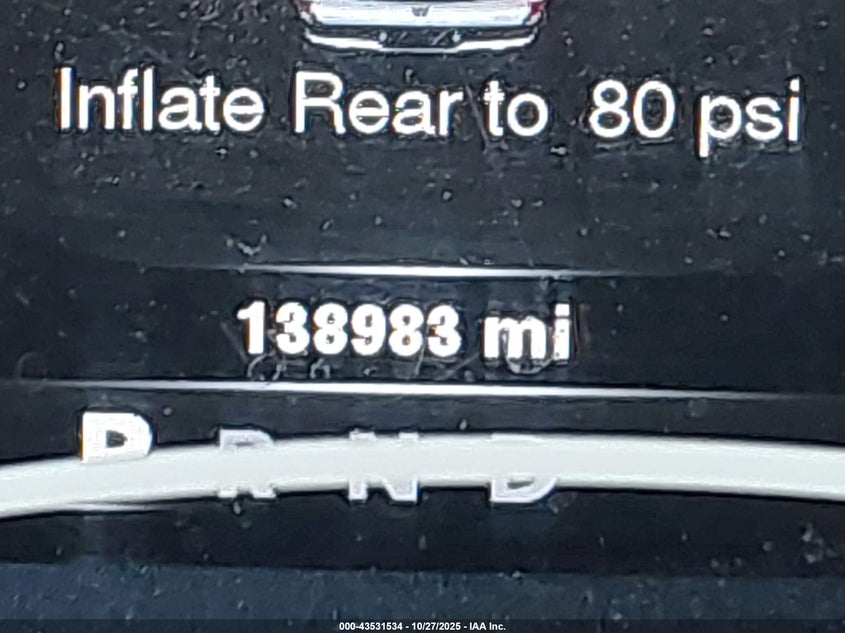 Inflate Rear to 80 psi
138983 mi
P R N D
000-43531534 - 10/27/2025 - IAA Inc.